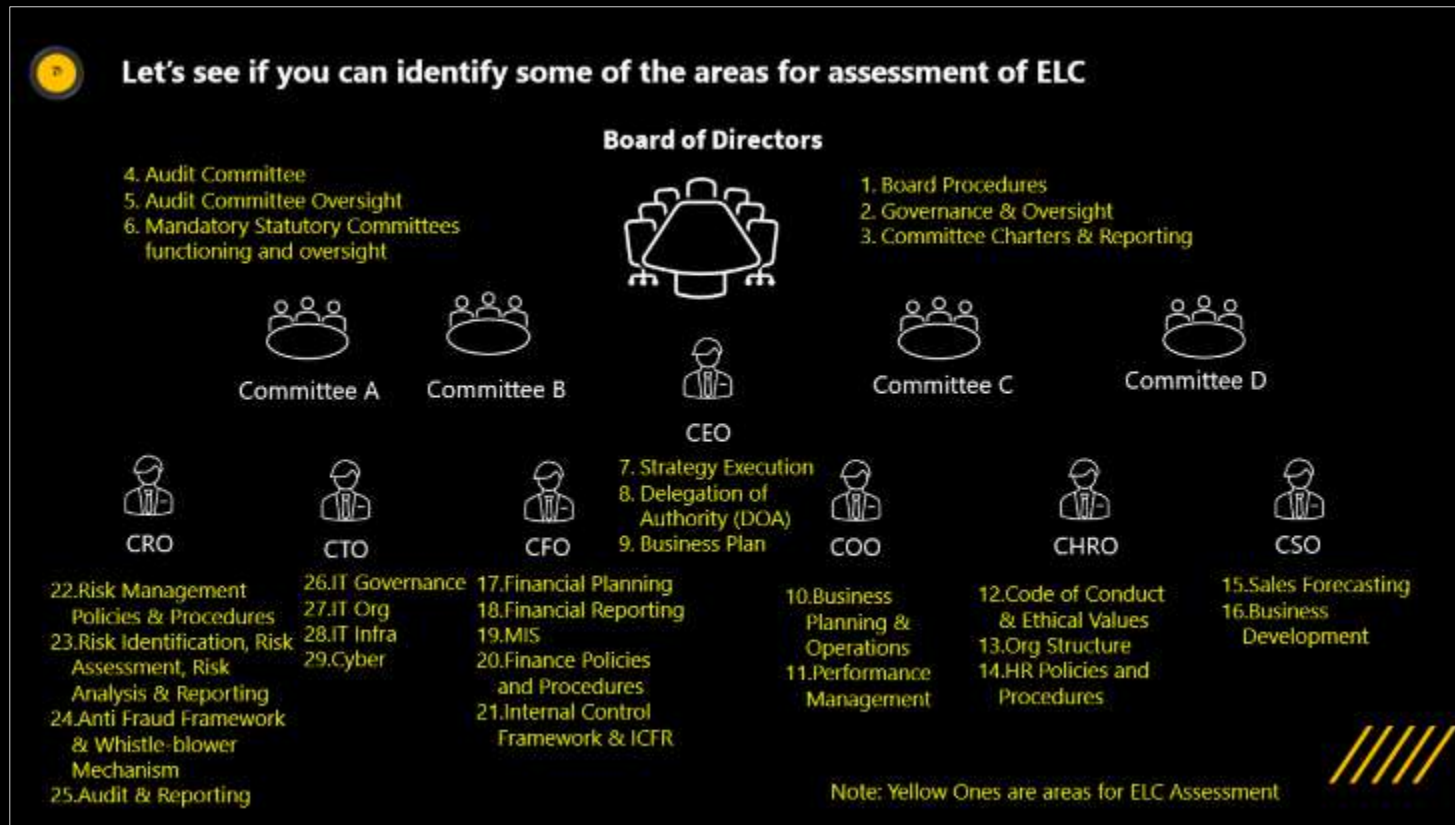 Let's see if you can identify some of the areas for assessment of ELC
Board of Directors
4. Audit Committee
5. Audit Committee Oversight
6. Mandatory Statutory Committees
functioning and oversight
1. Board Procedures
2. Governance & Oversight
3. Committee Charters & Reporting
Committee A
Committee B
Committee C
Committee D
CEO
7. Strategy Execution
8. Delegation of
Authority (DOA)
9. Business Plan
CRO
22.Risk Management
Policies & Procedures
23.Risk Identification, Risk
Assessment, Risk
Analysis & Reporting
24.Anti Fraud Framework
& Whistle-blower
Mechanism
25.Audit & Reporting
CTO
26.IT Governance
27.IT Org
28.IT Infra
29.Cyber
CFO
17.Financial Planning
18.Financial Reporting
19.MIS
20.Finance Policies
and Procedures
21.Internal Control
Framework & ICFR
COO
10.Business
Planning &
Operations
11.Performance
Management
CHRO
12.Code of Conduct
& Ethical Values
13.Org Structure
14.HR Policies and
Procedures
CSO
15.Sales Forecasting
16.Business
Development
Note: Yellow Ones are areas for ELC Assessment